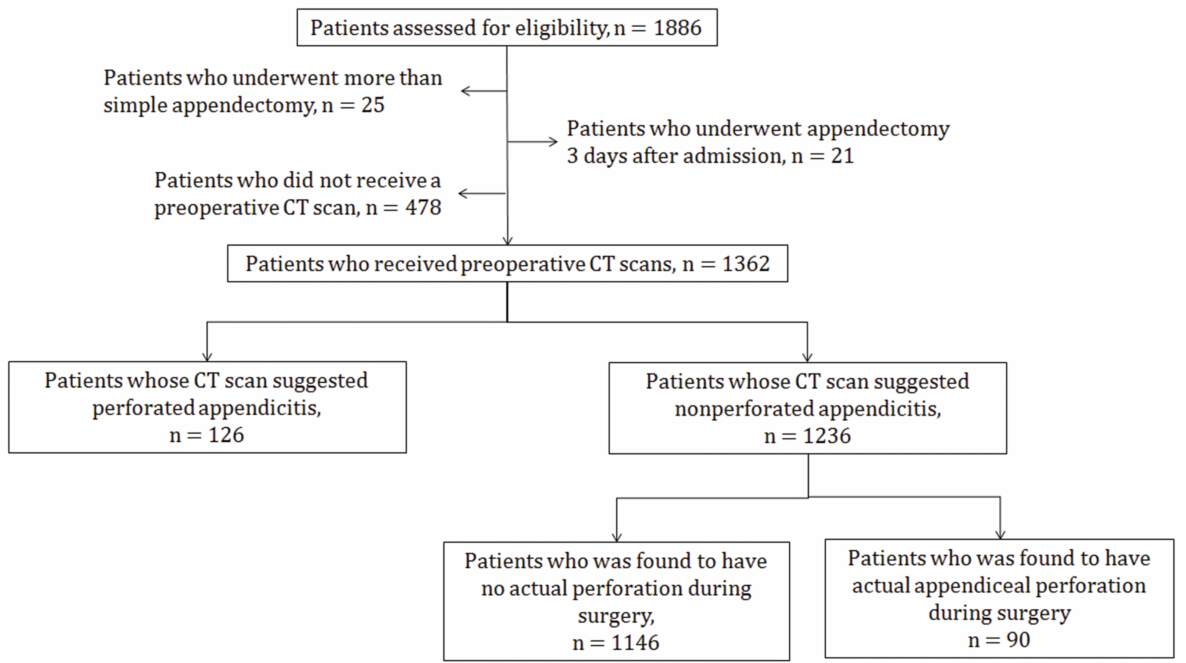 Patients assessed for eligibility, n = 1886
Patients who underwent more than
simple appendectomy, n = 25
Patients who underwent appendectomy
3 days after admission, n = 21
Patients who did not receive a
preoperative CT scan, n = 478
Patients who received preoperative CT scans, n = 1362
Patients whose CT scan suggested
perforated appendicitis,
n = 126
Patients whose CT scan suggested
nonperforated appendicitis,
n = 1236
Patients who was found to have
no actual perforation during
surgery,
n = 1146
Patients who was found to have
actual appendiceal perforation
during surgery
n = 90